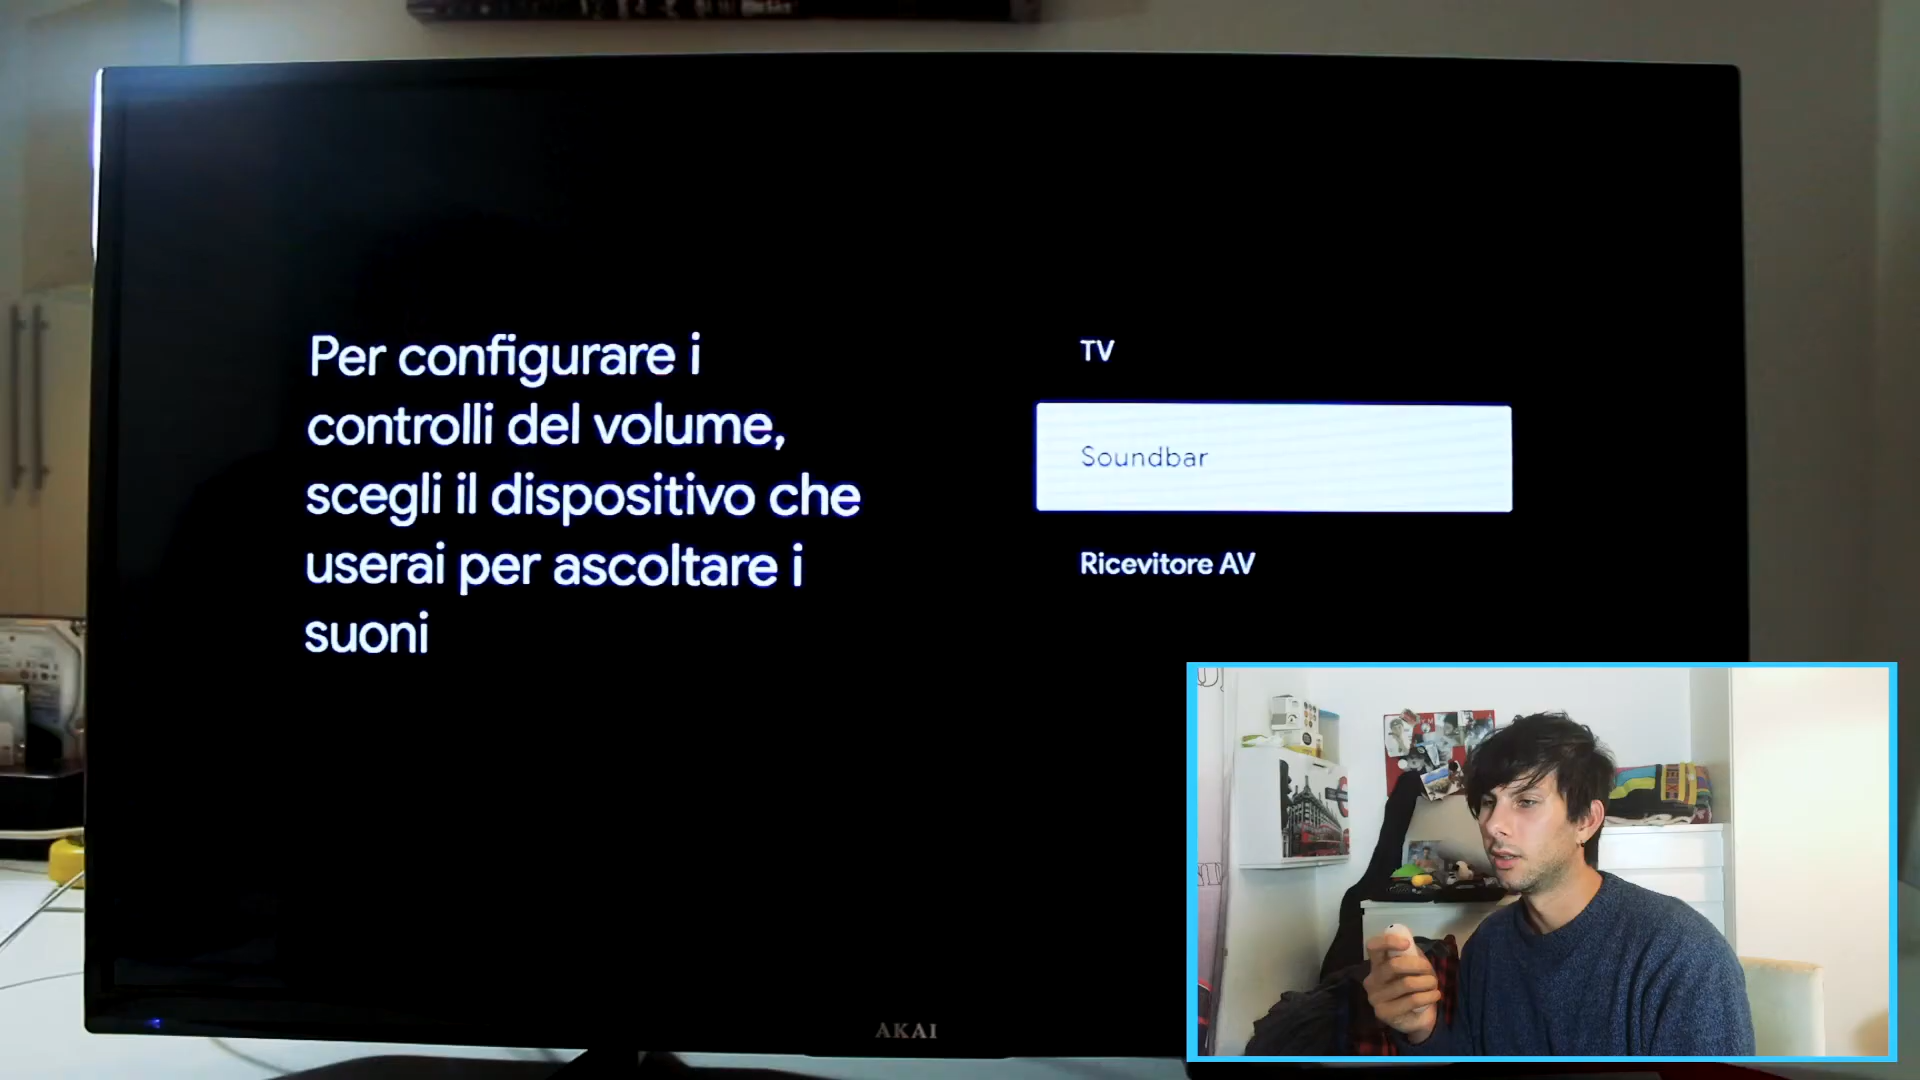 Per configurare i
controlli del volume,
scegli il dispositivo che
userai per ascoltare i
suoni
TV
Soundbar
Ricevitore AV
AKAI